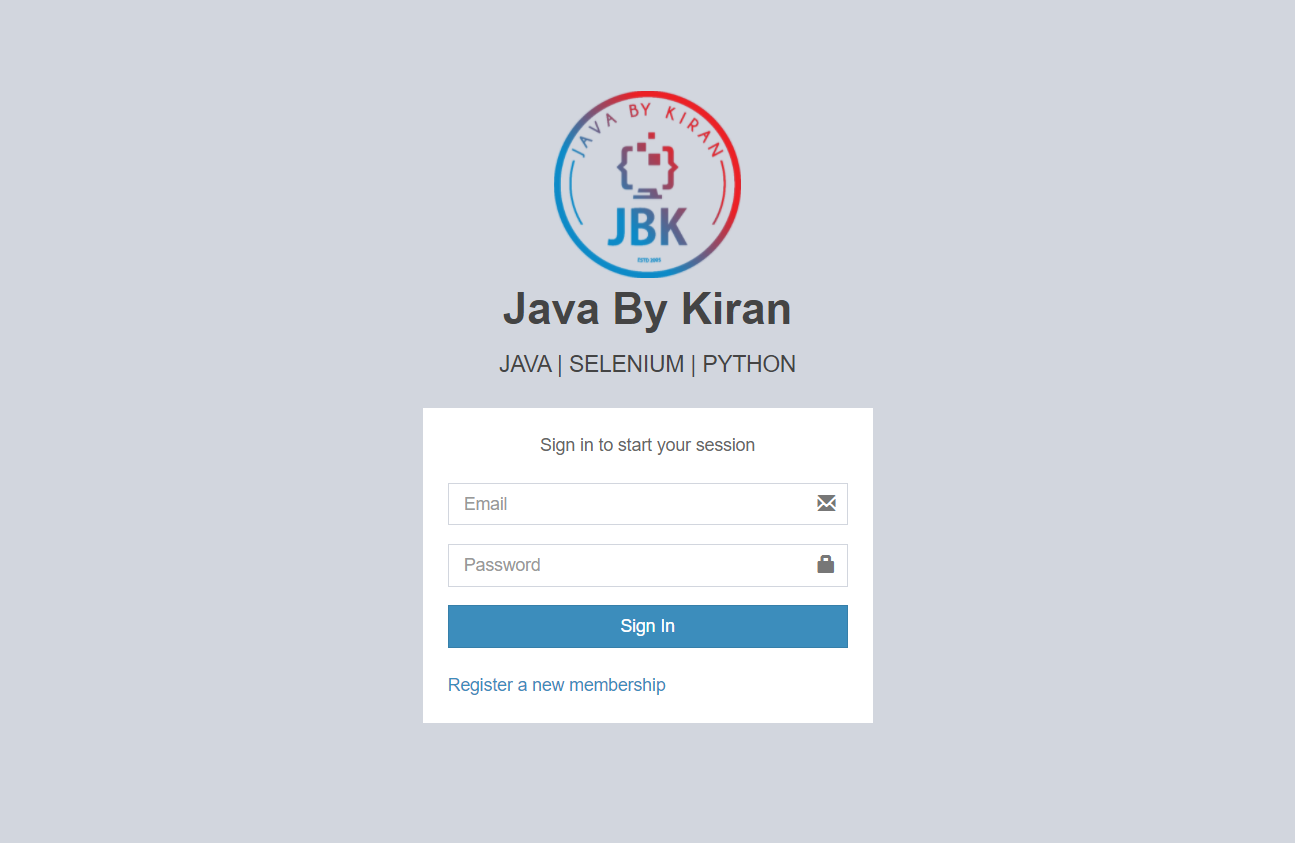 JAVA BY KIRAN
JBK
Java By Kiran
JAVA | SELENIUM | PYTHON
Sign in to start your session
Email
Password
Sign In
Register a new membership